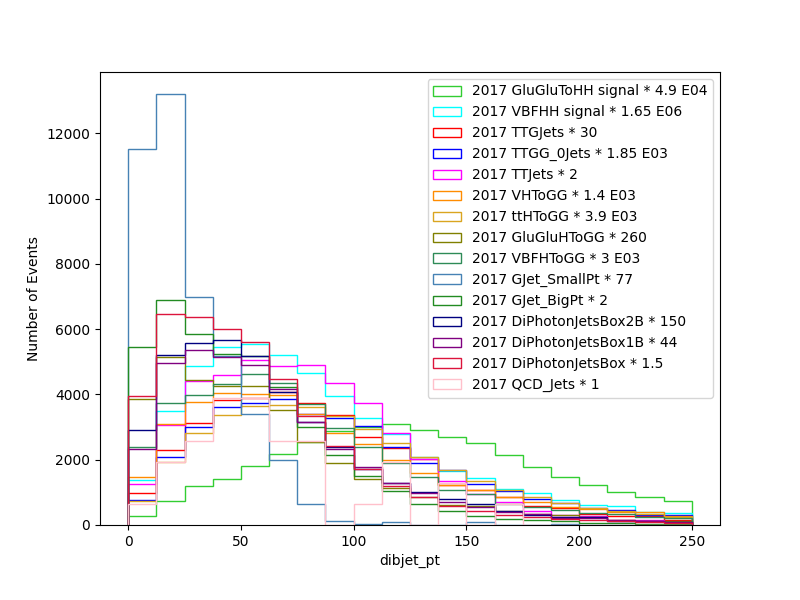 2017 GluGluToHH signal * 4.9 E04
2017 VBFHH signal * 1.65 E06
2017 TTGJets * 30
2017 TTGG_0Jets * 1.85 E03
2017 TTJets * 2
2017 VHToGG * 1.4 E03
2017 ttHToGG * 3.9 E03
2017 GluGluHToGG * 260
2017 VBFHToGG * 3 E03
2017 GJet_SmallPt * 77
2017 GJet_BigPt * 2
2017 DiPhotonJetsBox2B * 150
2017 DiPhotonJetsBox1B * 44
2017 DiPhotonJetsBox * 1.5
2017 QCD_Jets * 1
Number of Events
12000
10000
8000
6000
4000
2000
0
0 50 100 150 200 250
dibjet_pt